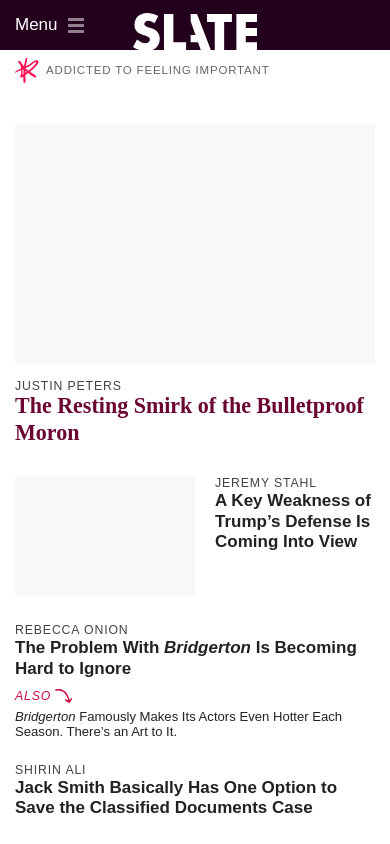 Menu
SLATE
ADDICTED TO FEELING IMPORTANT
JUSTIN PETERS
The Resting Smirk of the Bulletproof
Moron
JEREMY STAHL
A Key Weakness of
Trump’s Defense Is
Coming Into View
REBECCA ONION
The Problem With Bridgerton Is Becoming
Hard to Ignore
ALSO
Bridgerton Famously Makes Its Actors Even Hotter Each
Season. There’s an Art to It.
SHIRIN ALI
Jack Smith Basically Has One Option to
Save the Classified Documents Case